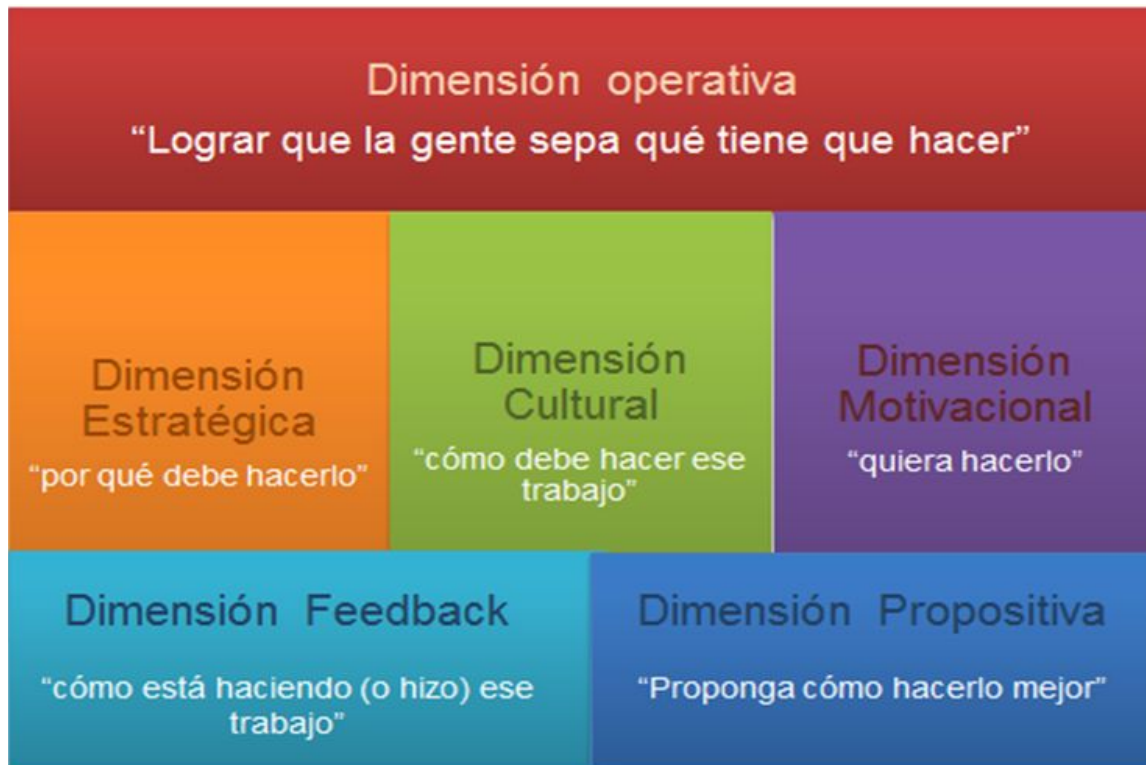 Dimensión operativa
“Lograr que la gente sepa qué tiene que hacer”
Dimensión
Estratégica
“por qué debe hacerlo”
Dimensión
Cultural
“cómo debe hacer ese
trabajo”
Dimensión
Motivacional
“quiera hacerlo”
Dimensión Feedback
“cómo está haciendo (o hizo) ese
trabajo”
Dimensión Propositiva
“Proponga cómo hacerlo mejor”